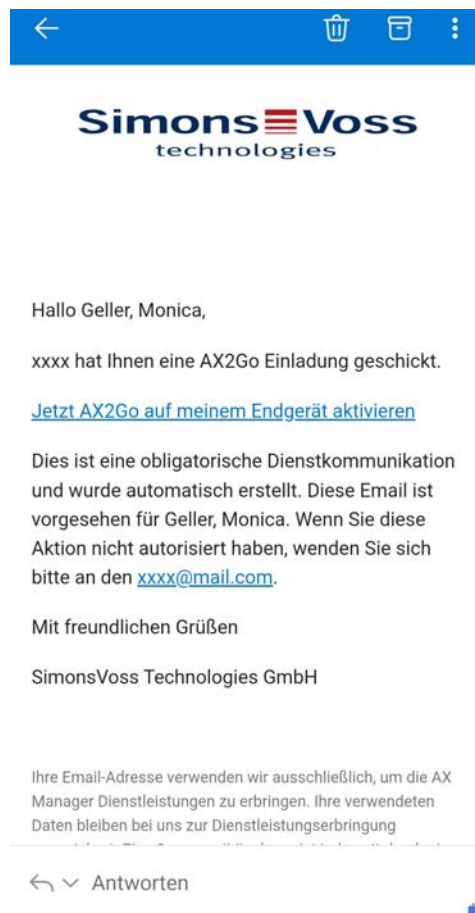 Simons Voss
technologies
Hallo Geller, Monica,
xxxx hat Ihnen eine AX2Go Einladung geschickt.
Jetzt AX2Go auf meinem Endgerät aktivieren
Dies ist eine obligatorische Dienstkommunikation
und wurde automatisch erstellt. Diese Email ist
vorgesehen für Geller, Monica. Wenn Sie diese
Aktion nicht autorisiert haben, wenden Sie sich
bitte an den xxxx@mail.com.
Mit freundlichen Grüßen
SimonsVoss Technologies GmbH
Ihre Email-Adresse verwenden wir ausschließlich, um die AX
Manager Dienstleistungen zu erbringen. Ihre verwendeten
Daten bleiben bei uns zur Dienstleistungserbringung
Antworten